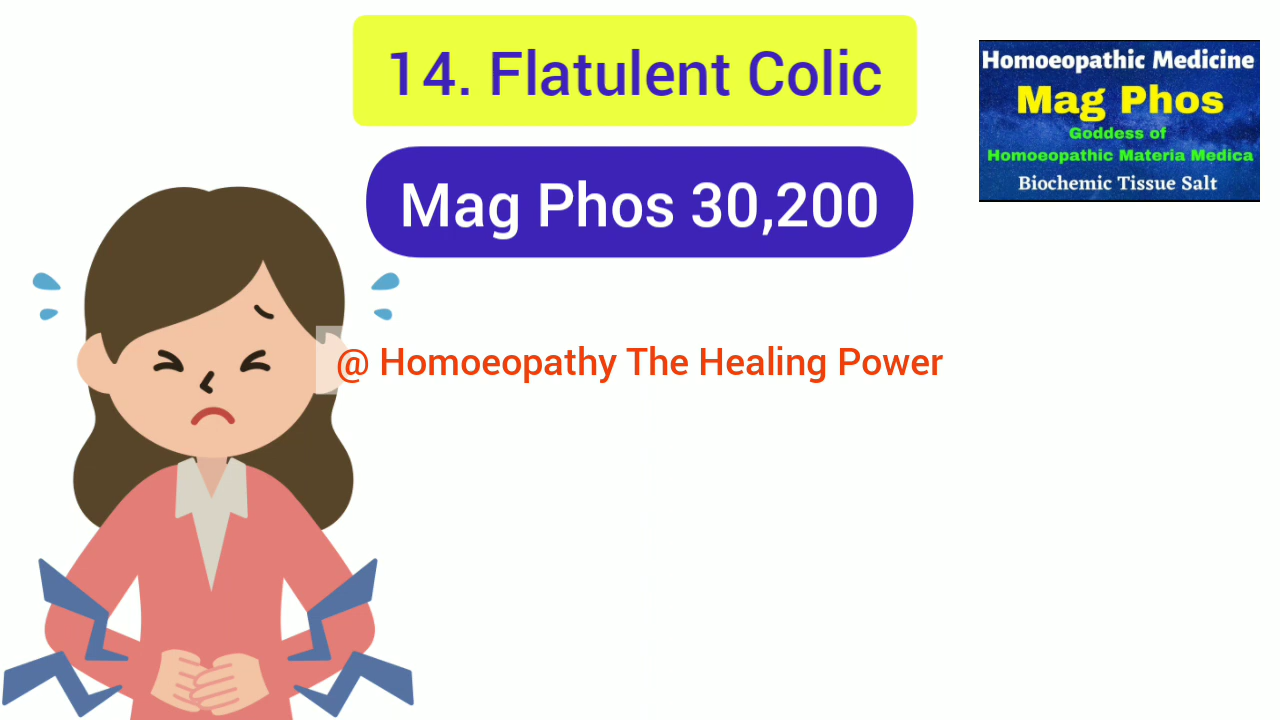 14. Flatulent Colic
Mag Phos 30,200
Homoeopathic Medicine
Mag Phos
Goddess of
Homoeopathic Materia Medica
Biochemic Tissue Salt
@ Homoeopathy The Healing Power